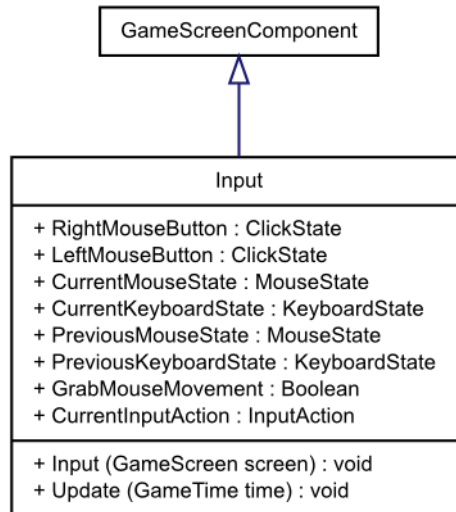 GameScreenComponent
Input
+ RightMouseButton : ClickState
+ LeftMouseButton : ClickState
+ CurrentMouseState : MouseState
+ CurrentKeyboardState : KeyboardState
+ PreviousMouseState : MouseState
+ PreviousKeyboardState : KeyboardState
+ GrabMouseMovement : Boolean
+ CurrentInputAction : InputAction
+ Input (GameScreen screen) : void
+ Update (GameTime time) : void